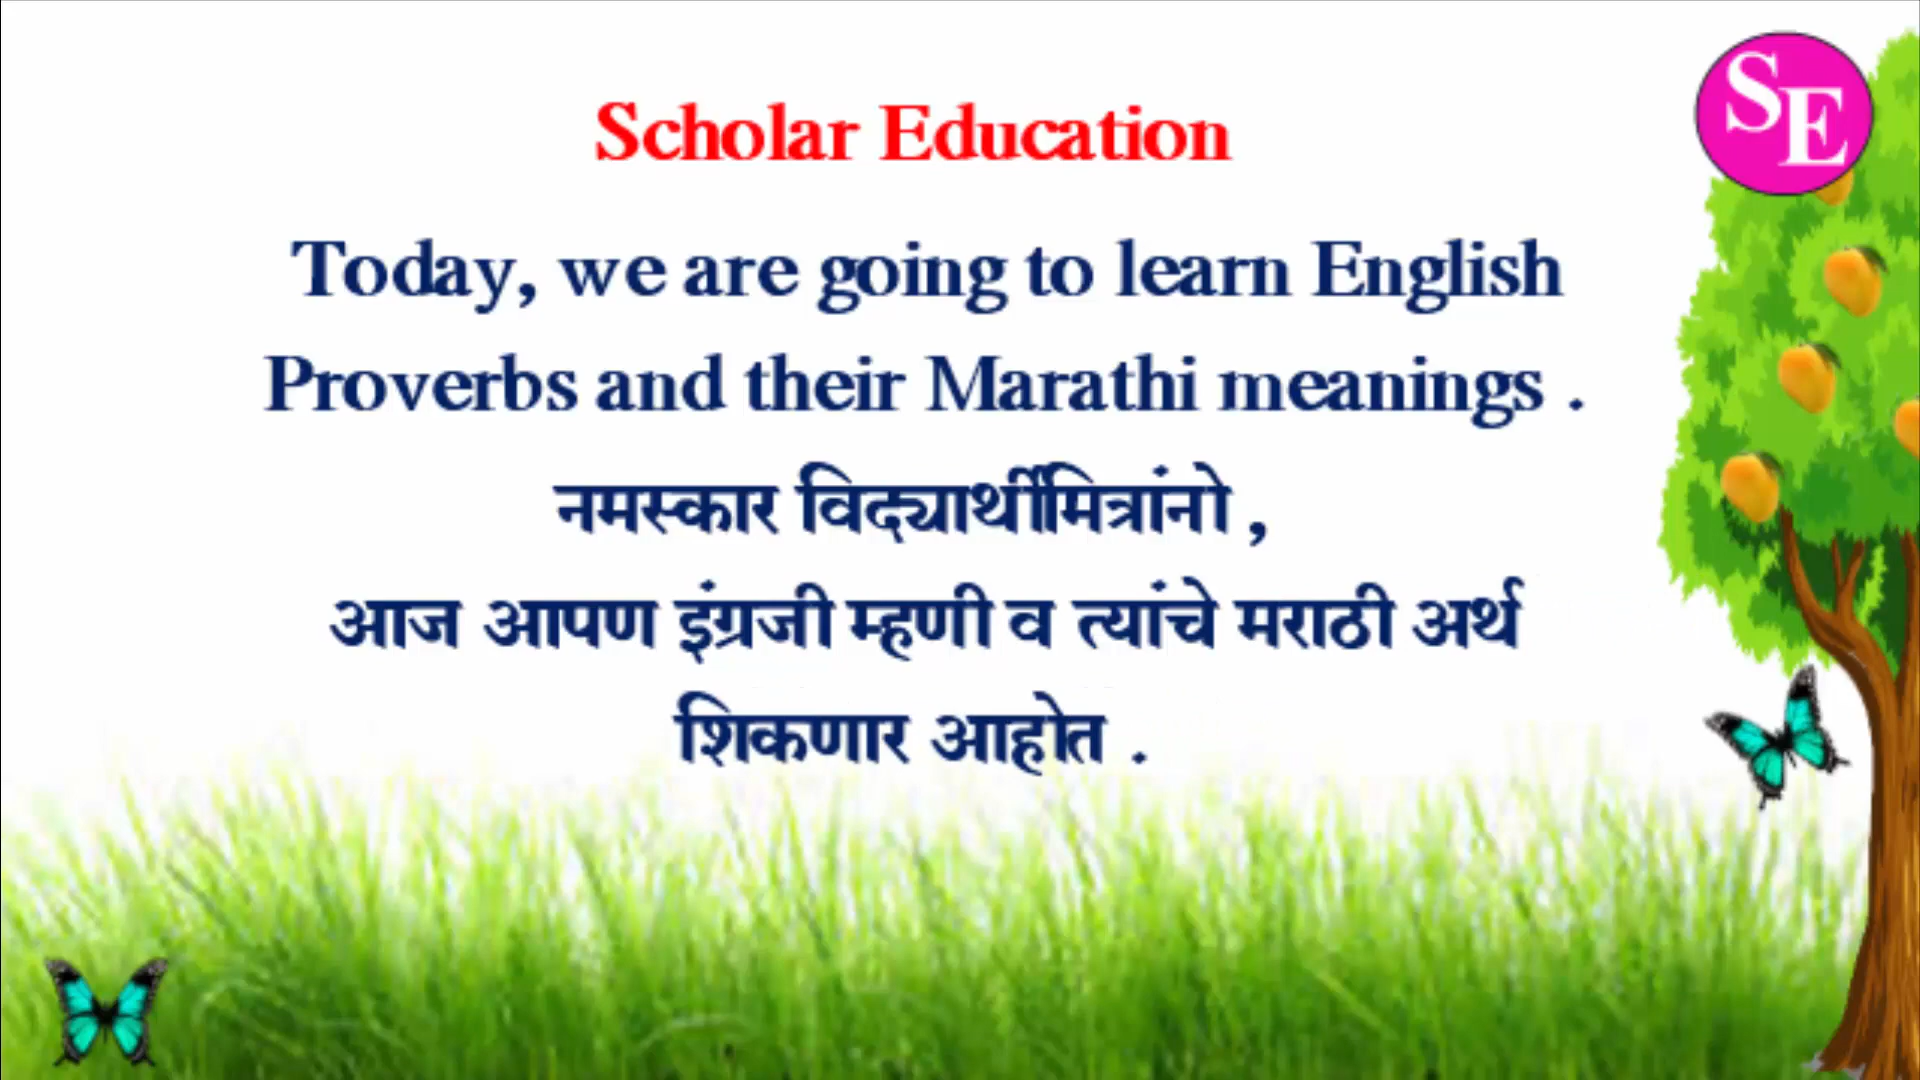 SE
Scholar Education
Today, we are going to learn English
Proverbs and their Marathi meanings .
नमस्कार विद्यार्थीमित्रांनो ,
आज आपण इंग्रजी म्हणी व त्यांचे मराठी अर्थ
शिकणार आहोत .